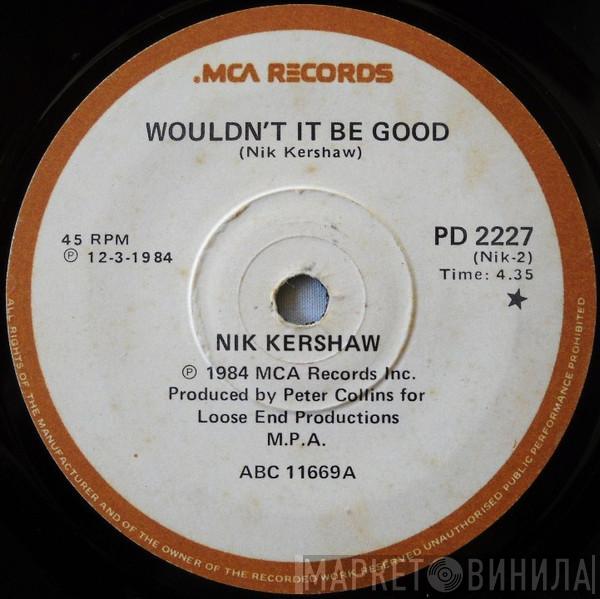 .MCA RECORDS
WOULDN'T IT BE GOOD
(Nik Kershaw)
45 RPM
℗ 12-3-1984
PD 2227
(Nik-2)
Time: 4.35
★
NIK KERSHAW
℗ 1984 MCA Records Inc.
Produced by Peter Collins for
Loose End Productions
M.P.A.
ABC 11669A
ALL RIGHTS OF THE MANUFACTURER AND OF THE OWNER OF THE RECORDED WORK RESERVED UNAUTHORISED PUBLIC PERFORMANCE PROHIBITED
МАРКЕТ ВИНИЛА